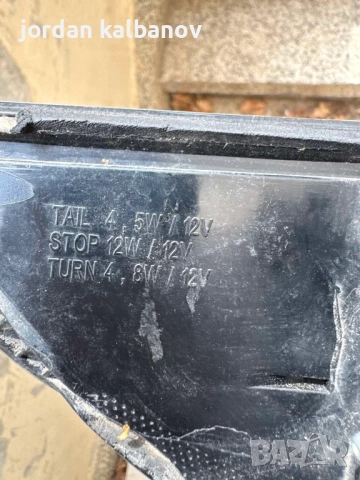 jordan kalbanov
TAIL 4, 5W / 12V
STOP 12W / 12V
TURN 4, 8W / 12V
BAZAR